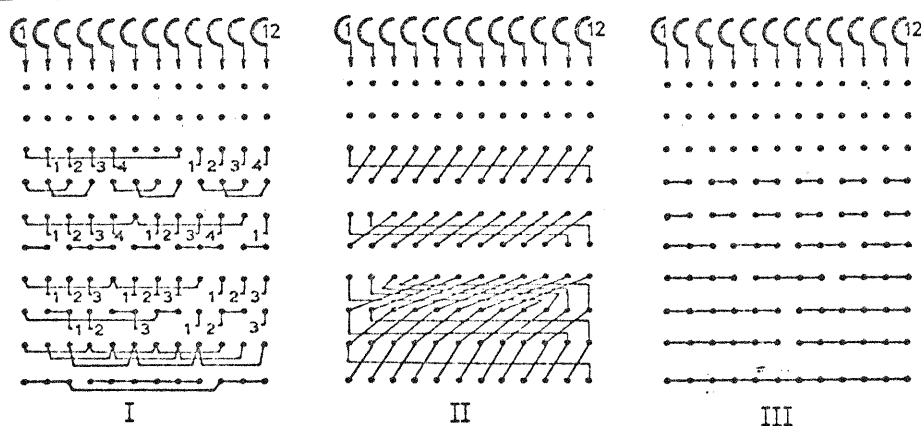 1 12 1 12 1 12
1 2 3 4 1 2 3 4
1 2 3 4 1 2 3 4 1
1 2 3 1 2 3 1 2 3
1 2 3 1 2 3
I II III